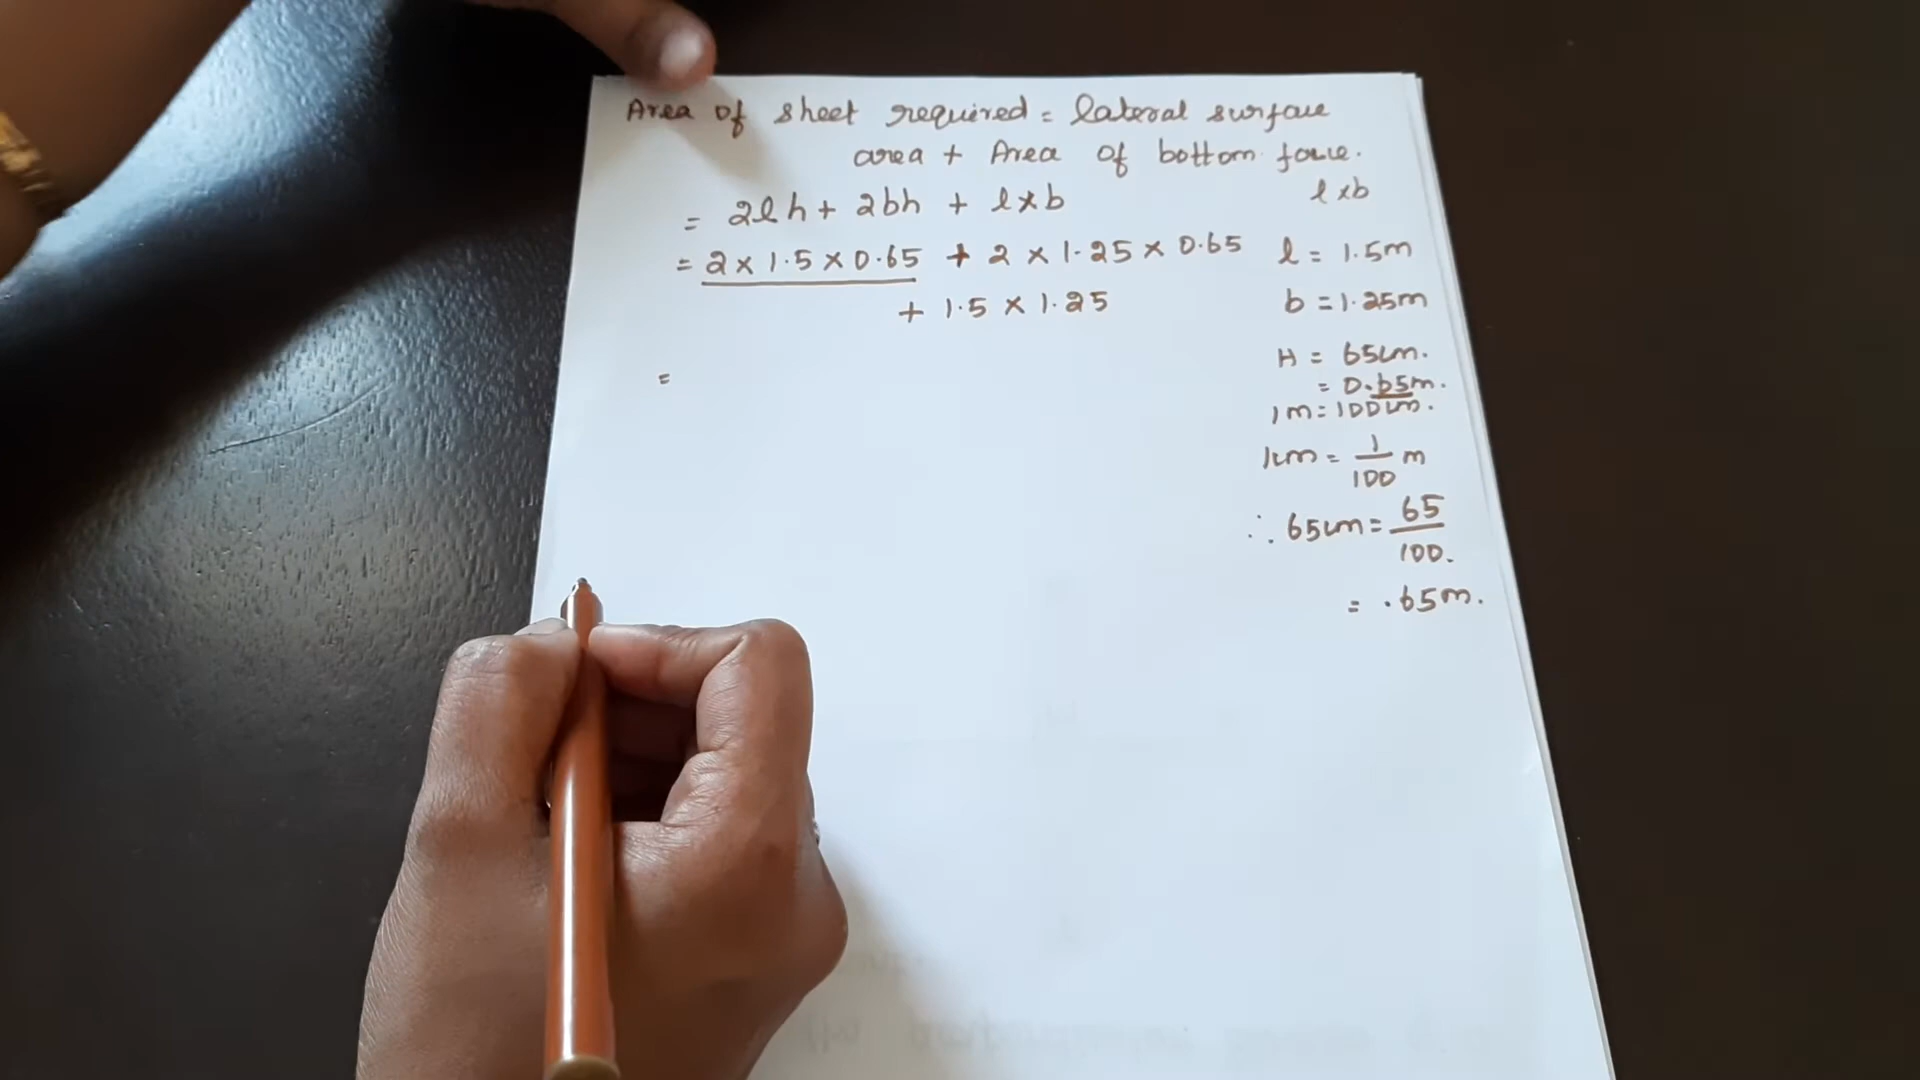 Area of sheet required = lateral surface
area + Area of bottom face.
= 2lh + 2bh + l×b
l×b
= 2 × 1.5 × 0.65 + 2 × 1.25 × 0.65
+ 1.5 × 1.25
=
l = 1.5m
b = 1.25m
H = 65cm.
= 0.65m.
1m = 100cm.
1cm = 1/100 m
∴ 65cm = 65/100.
= .65m.